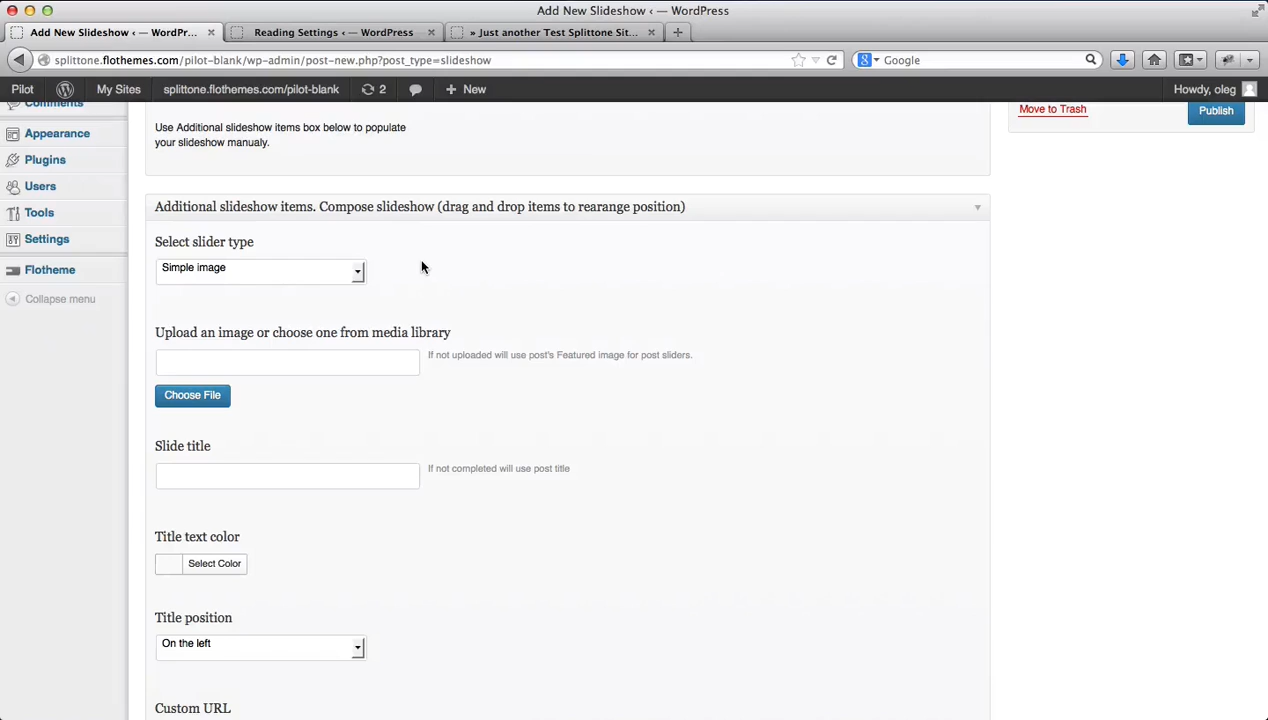 Add New Slideshow ‹ — WordPress
Add New Slideshow ‹ — WordPr...
Reading Settings ‹ — WordPress
» Just another Test Splittone Sit...
splittone.flothemes.com/pilot-blank/wp-admin/post-new.php?post_type=slideshow
Google
Pilot
My Sites
splittone.flothemes.com/pilot-blank
2
New
Howdy, oleg
Comments
Appearance
Plugins
Users
Tools
Settings
Flotheme
Collapse menu
Use Additional slideshow items box below to populate
your slideshow manualy.
Move to Trash
Publish
Additional slideshow items. Compose slideshow (drag and drop items to rearange position)
Select slider type
Simple image
Upload an image or choose one from media library
If not uploaded will use post's Featured image for post sliders.
Choose File
Slide title
If not completed will use post title
Title text color
Select Color
Title position
On the left
Custom URL